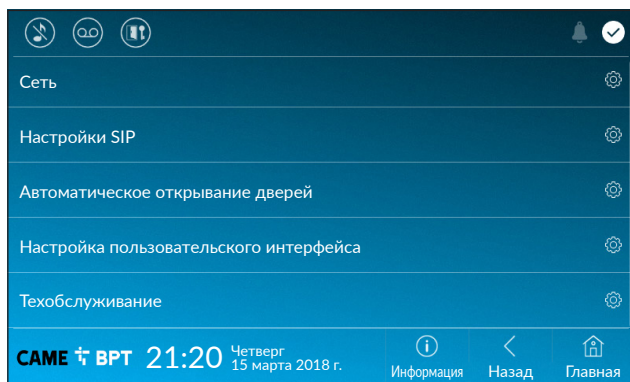 Сеть
Настройки SIP
Автоматическое открывание дверей
Настройка пользовательского интерфейса
Техобслуживание
CAME BPT 21:20 Четверг
15 марта 2018 г.
Информация Назад Главная